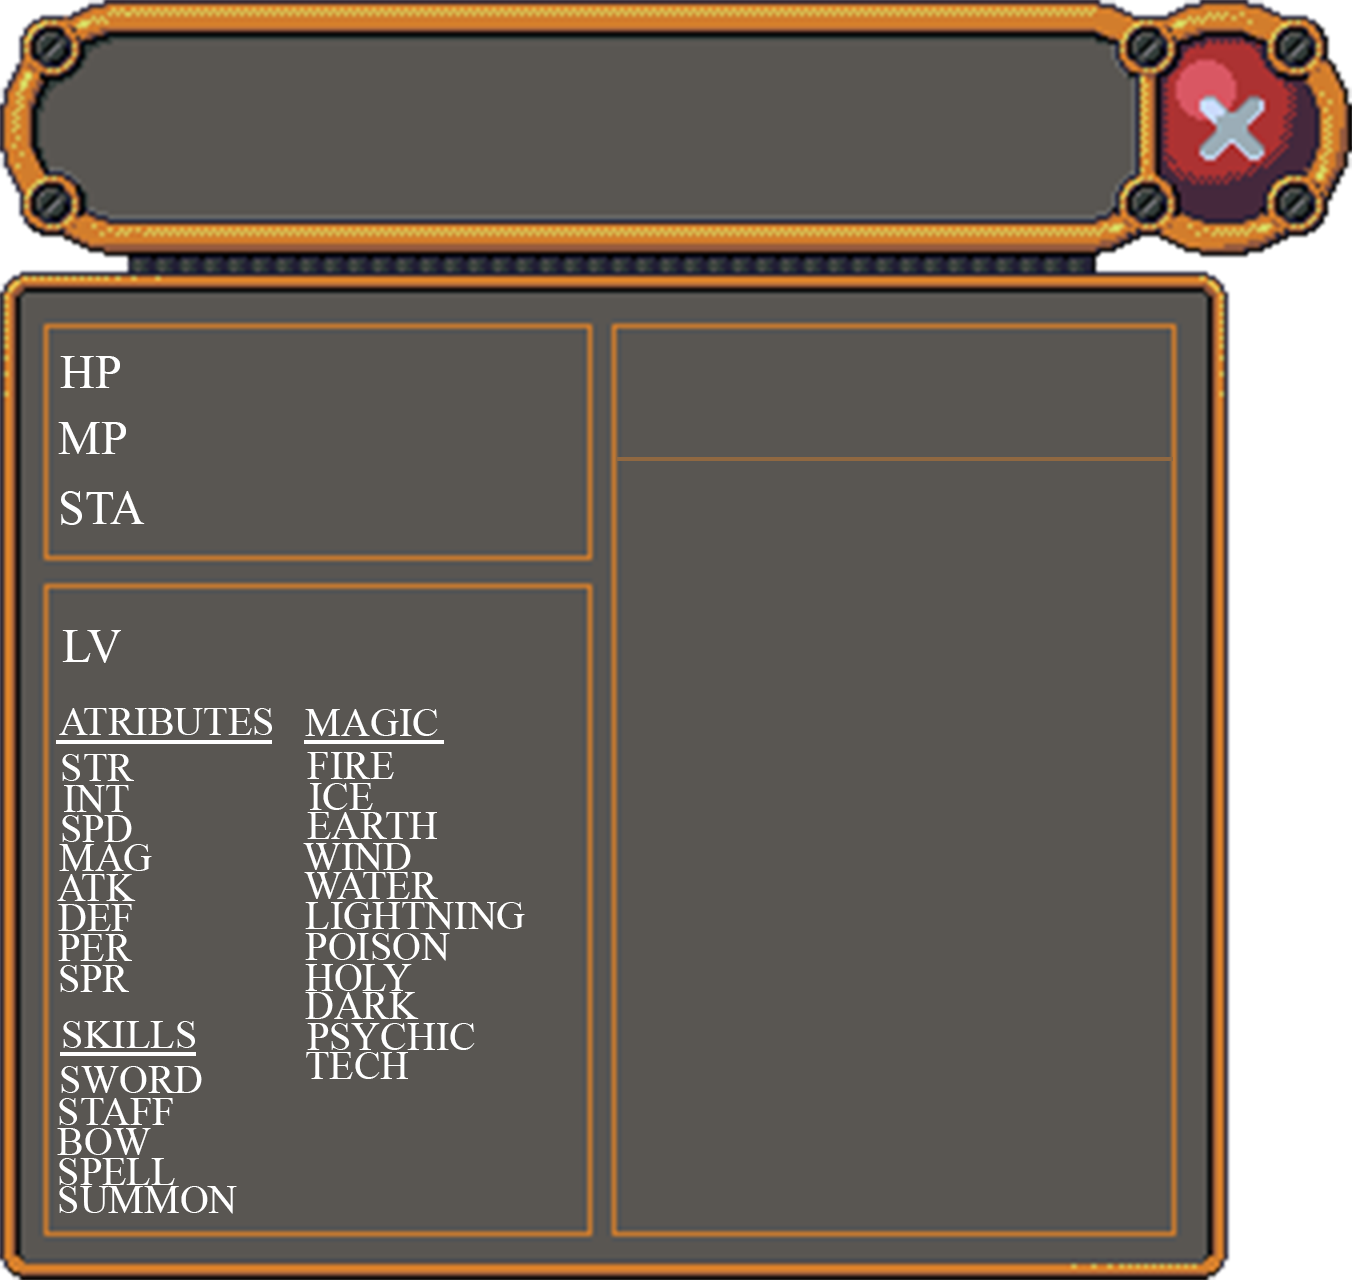 HP
MP
STA
LV
ATRIBUTES
STR
INT
SPD
MAG
ATK
DEF
PER
SPR
SKILLS
SWORD
STAFF
BOW
SPELL
SUMMON
MAGIC
FIRE
ICE
EARTH
WIND
WATER
LIGHTNING
POISON
HOLY
DARK
PSYCHIC
TECH